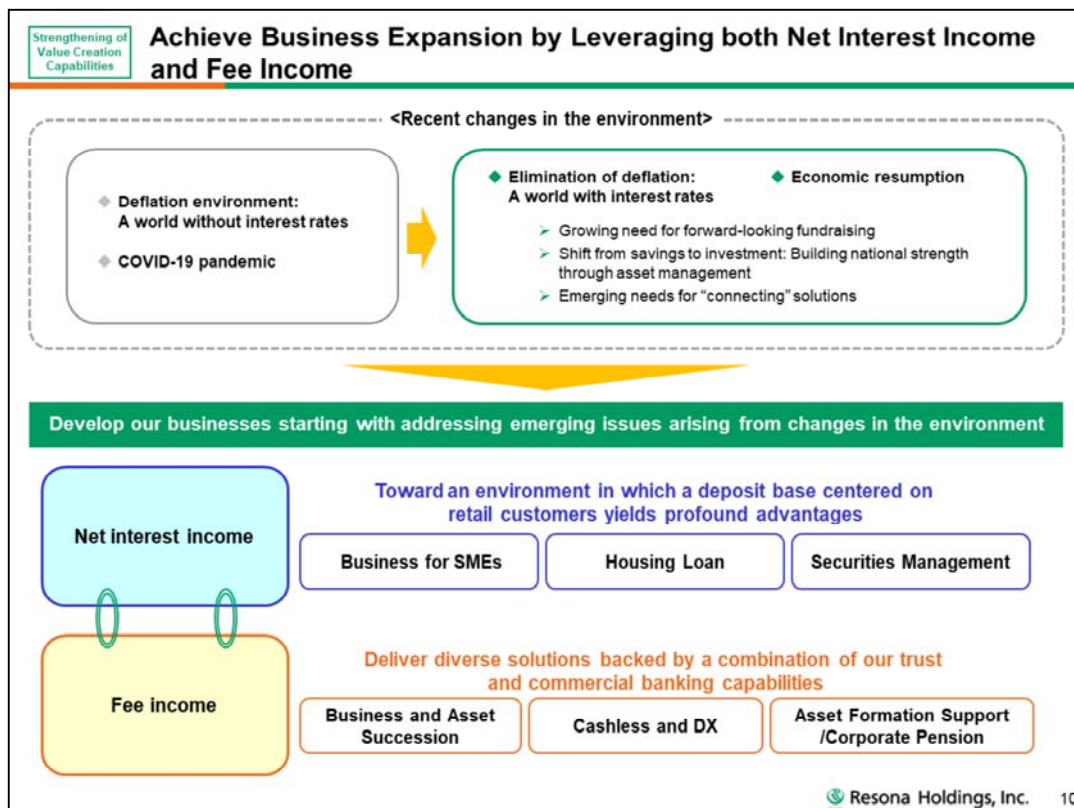 Strengthening of
Value Creation
Capabilities
Achieve Business Expansion by Leveraging both Net Interest Income
and Fee Income
<Recent changes in the environment>
Deflation environment:
A world without interest rates
COVID-19 pandemic
Elimination of deflation:
A world with interest rates
Economic resumption
Growing need for forward-looking fundraising
Shift from savings to investment: Building national strength
through asset management
Emerging needs for “connecting” solutions
Develop our businesses starting with addressing emerging issues arising from changes in the environment
Net interest income
Toward an environment in which a deposit base centered on
retail customers yields profound advantages
Business for SMEs
Housing Loan
Securities Management
Fee income
Deliver diverse solutions backed by a combination of our trust
and commercial banking capabilities
Business and Asset
Succession
Cashless and DX
Asset Formation Support
/Corporate Pension
Resona Holdings, Inc.
10